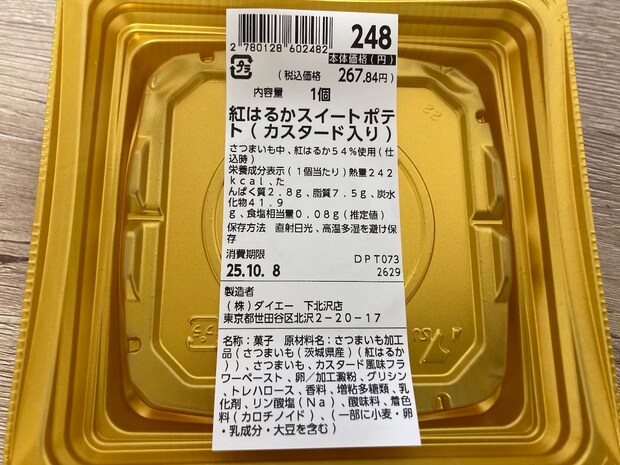 2 780128 602482
248
本体価格(円)
プラ
(税込価格 267.84円)
内容量 1個
紅はるかスイートポテ
ト(カスタード入り)
さつまいも中、紅はるか54%使用(仕
込時)
栄養成分表示(1個当たり)熱量242
kcal、た
んぱく質2.8g、脂質7.5g、炭水
化物41.9
g、食塩相当量0.08g(推定値)
保存方法 直射日光、高温多湿を避け保
存
消費期限 DPT073
25.10.8 2629
製造者
(株)ダイエー 下北沢店
東京都世田谷区北沢2-20-17
名称:菓子 原材料名:さつまいも加工
品(さつまいも(茨城県産)(紅はるか
))、さつまいも、カスタード風味フラ
ワーペースト、卵/加工澱粉、グリシン
、トレハロース、香料、増粘多糖類、乳
化剤、リン酸塩(Na)、酸味料、着色
料(カロチノイド)、(一部に小麦・卵
・乳成分・大豆を含む)